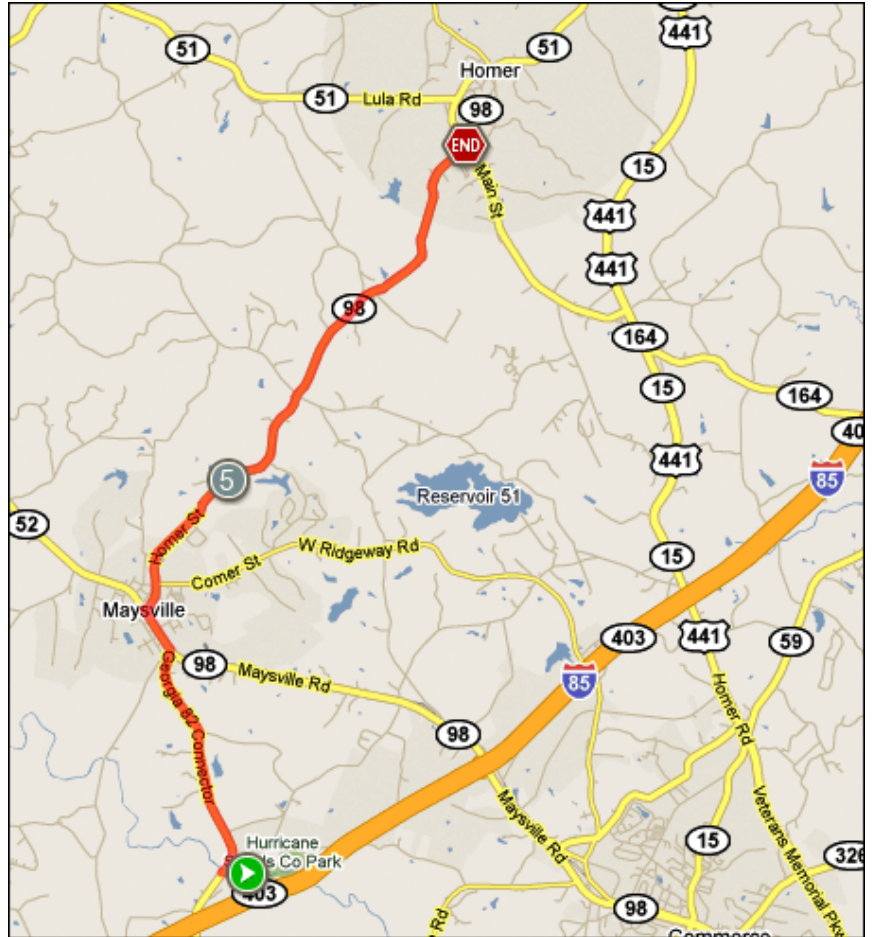 441
51
51
Homer
51
Lula Rd
98
END
15
Main St
441
441
98
164
15
164
40
441
85
5
Reservoir 51
52
Homer St
W Ridgeway Rd
15
Comer St
Maysville
403
441
59
98
Maysville Rd
85
Georgia 82 Connector
Homer Rd
98
Maysville Rd
Veterans Memorial Pkw
15
Hurricane
Co Park
326
403
98
Rd
Commerce